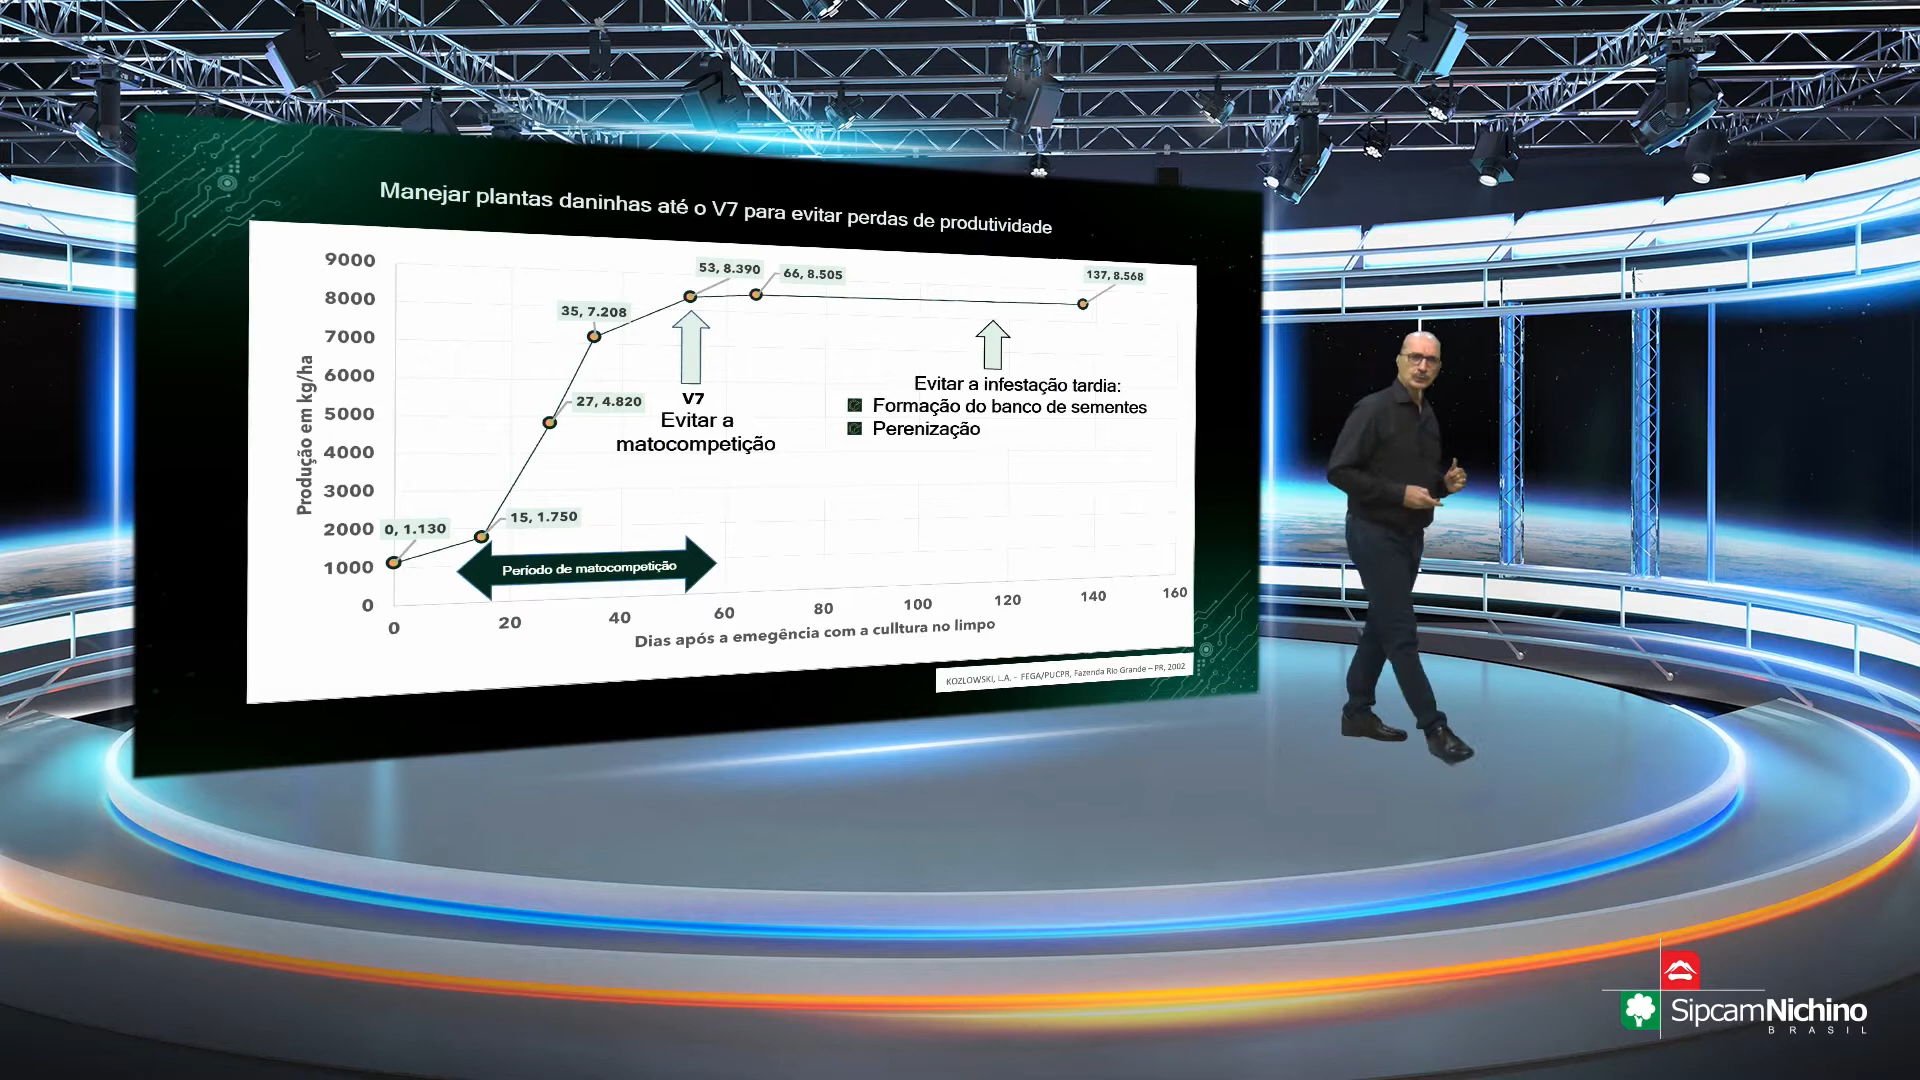 Manejar plantas daninhas até o V7 para evitar perdas de produtividade
Produção em kg/ha
9000
8000
7000
6000
5000
4000
3000
2000
1000
0
0, 1.130
15, 1.750
27, 4.820
35, 7.208
53, 8.390
66, 8.505
137, 8.568
V7
Evitar a
matocompetição
Evitar a infestação tardia:
Formação do banco de sementes
Perenização
Período de matocompetição
0
20
40
60
80
100
120
140
160
Dias após a emegência com a culltura no limpo
KOZLOWSKI, L.A. - FEGA/PUCPR, Fazenda Rio Grande – PR, 2002
SipcamNichino
BRASIL